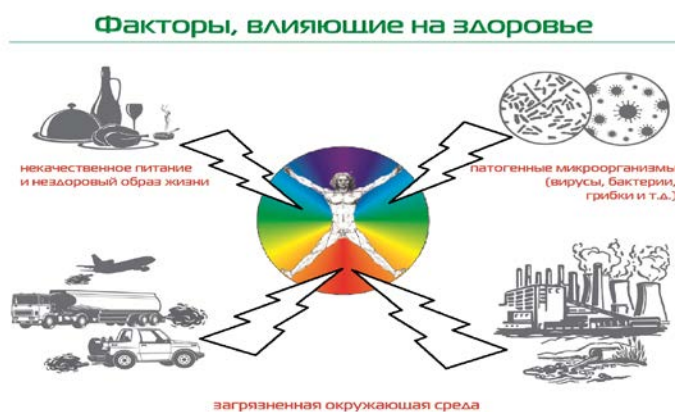 Факторы, влияющие на здоровье
некачественное питание
и нездоровый образ жизни
патогенные микроорганизмы
(вирусы, бактерии,
грибки и т.д.)
загрязненная окружающая среда